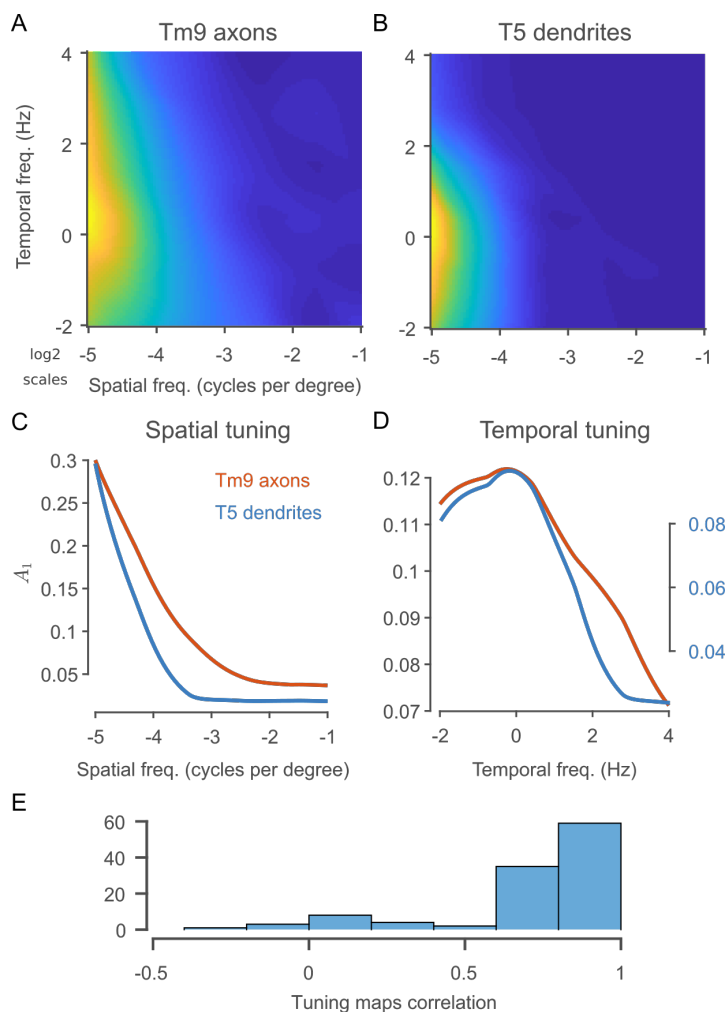 A
Tm9 axons
B
T5 dendrites
Temporal freq. (Hz)
4
2
0
-2
-5
-4
-3
-2
-1
4
2
0
-2
-5
-4
-3
-2
-1
log2
scales
Spatial freq. (cycles per degree)
C
Spatial tuning
D
Temporal tuning
A1
0.3
0.25
0.2
0.15
0.1
0.05
Tm9 axons
T5 dendrites
-5
-4
-3
-2
-1
Spatial freq. (cycles per degree)
0.12
0.11
0.1
0.09
0.08
0.07
0.08
0.06
0.04
-2
0
2
4
Temporal freq. (Hz)
E
60
40
20
0
-0.5
0
0.5
1
Tuning maps correlation